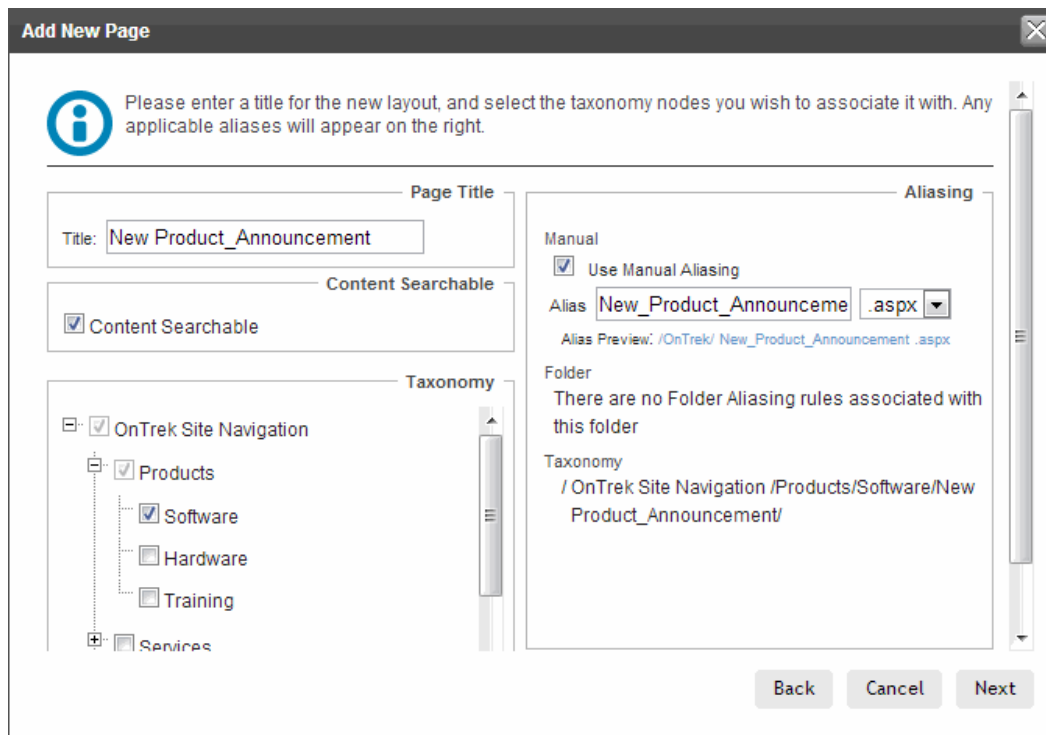 Add New Page
Please enter a title for the new layout, and select the taxonomy nodes you wish to associate it with. Any
applicable aliases will appear on the right.
Page Title
Title: New Product_Announcement
Content Searchable
Content Searchable
Taxonomy
OnTrek Site Navigation
Products
Software
Hardware
Training
Services
Aliasing
Manual
Use Manual Aliasing
Alias New_Product_Announceme .aspx
Alias Preview: /OnTrek/ New_Product_Announcement .aspx
Folder
There are no Folder Aliasing rules associated with
this folder
Taxonomy
/ OnTrek Site Navigation /Products/Software/New
Product_Announcement/
Back Cancel Next